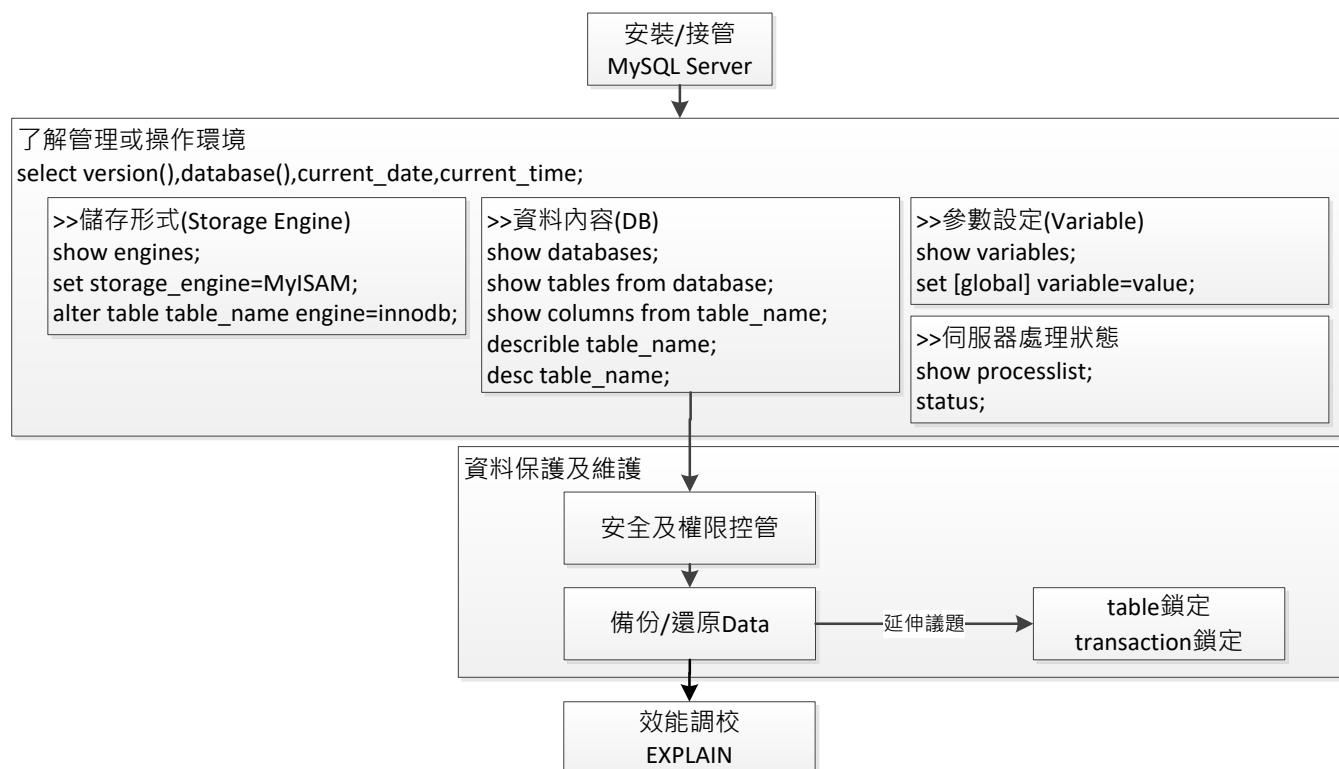 安裝/接管
MySQL Server
了解管理或操作環境
select version(),database(),current_date,current_time;
>>儲存形式(Storage Engine)
show engines;
set storage_engine=MyISAM;
alter table table_name engine=innodb;
>>資料內容(DB)
show databases;
show tables from database;
show columns from table_name;
describle table_name;
desc table_name;
>>參數設定(Variable)
show variables;
set [global] variable=value;
>>伺服器處理狀態
show processlist;
status;
資料保護及維護
安全及權限控管
備份/還原Data
延伸議題
table鎖定
transaction鎖定
效能調校
EXPLAIN